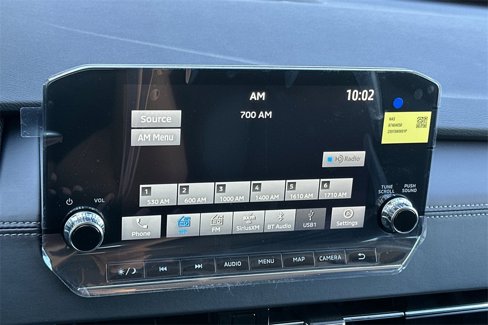 AM
10:02
Source
700 AM
AM Menu
HD Radio
1 2 3 4 5 6
530 AM 600 AM 1000 AM 1400 AM 1610 AM 1710 AM
VOL
TUNE SCROLL
PUSH SOUND
Phone FM SiriusXM BT Audio USB1 Settings
AUDIO MENU MAP CAMERA